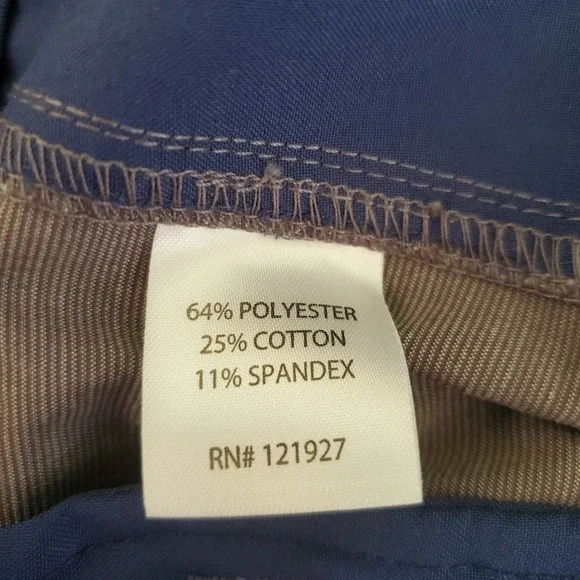 64% POLYESTER
25% COTTON
11% SPANDEX
RN# 121927